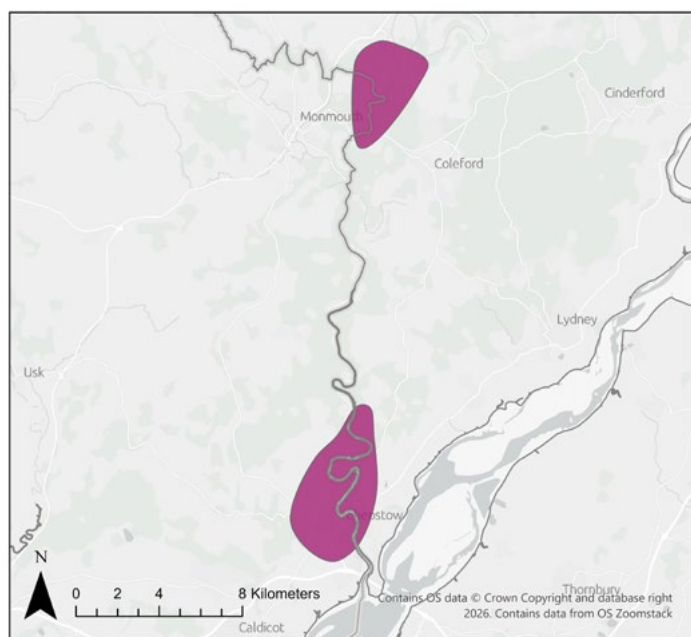 Cinderford
Monmouth
Coleford
Lydney
Usk
Chepstow
N
0 2 4 8 Kilometers
Thornbury
Contains OS data © Crown Copyright and database right
2026. Contains data from OS Zoomstack
Caldicot